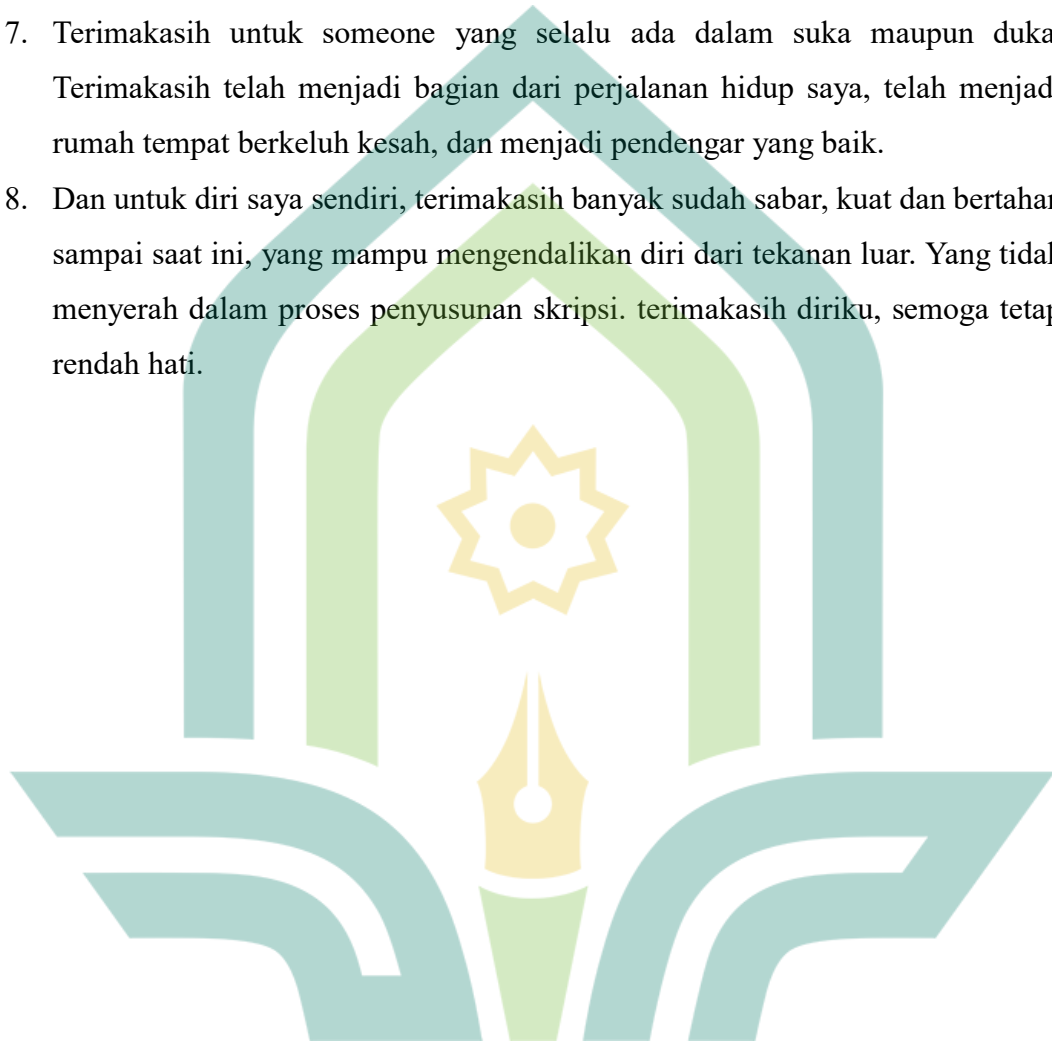 7. Terimakasih untuk someone yang selalu ada dalam suka maupun duka
Terimakasih telah menjadi bagian dari perjalanan hidup saya, telah menjad
rumah tempat berkeluh kesah, dan menjadi pendengar yang baik.
8. Dan untuk diri saya sendiri, terimakasih banyak sudah sabar, kuat dan bertahan
sampai saat ini, yang mampu mengendalikan diri dari tekanan luar. Yang tidak
menyerah dalam proses penyusunan skripsi. terimakasih diriku, semoga tetap
rendah hati.